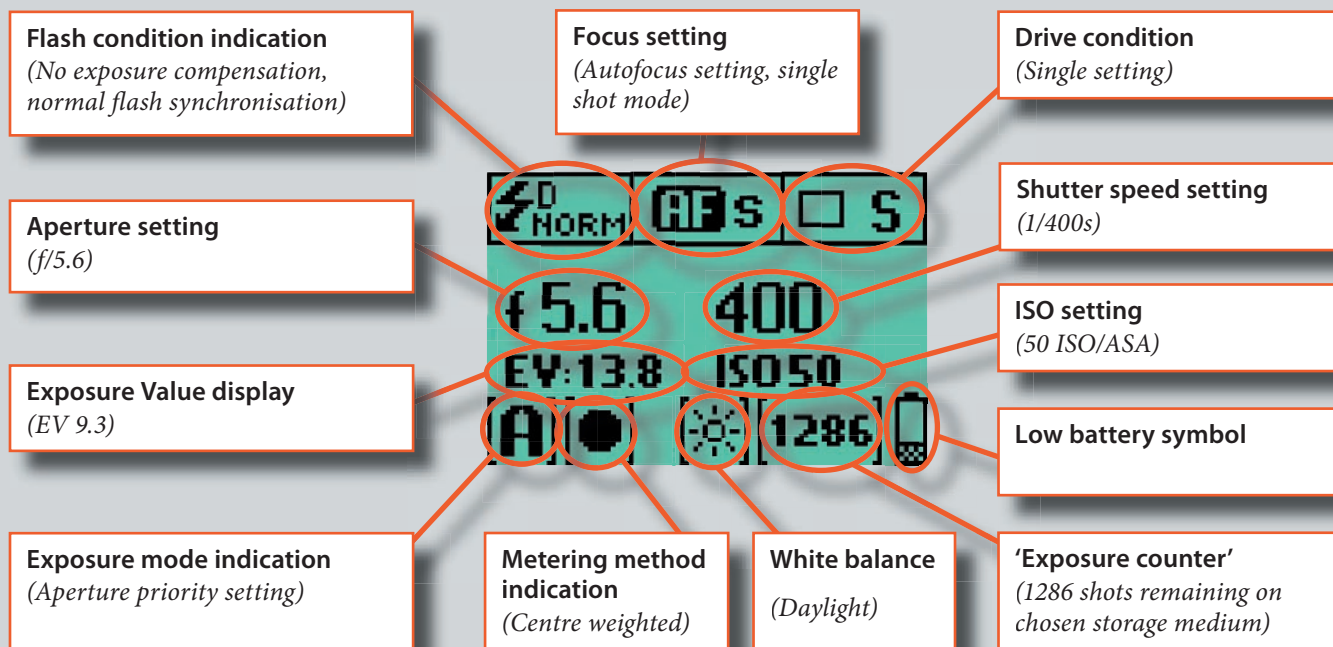 Flash condition indication
(No exposure compensation,
normal flash synchronisation)
Focus setting
(Autofocus setting, single
shot mode)
Drive condition
(Single setting)
Aperture setting
(f/5.6)
Shutter speed setting
(1/400s)
D
NORM
AF S
S
f 5.6
400
EV:13.8
ISO 50
A
1286
Exposure Value display
(EV 9.3)
ISO setting
(50 ISO/ASA)
Low battery symbol
Exposure mode indication
(Aperture priority setting)
Metering method
indication
(Centre weighted)
White balance
(Daylight)
‘Exposure counter’
(1286 shots remaining on
chosen storage medium)